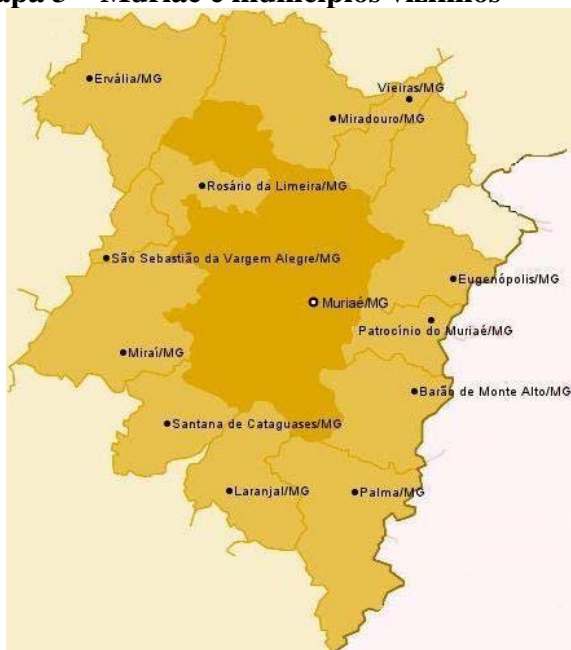 Muriaé e municípios vizinhos
Ervália/MG
Vieiras/MG
Miradouro/MG
Rosário da Limeira/MG
São Sebastião da Vargem Alegre/MG
Eugenópolis/MG
Muriaé/MG
Patrocínio do Muriaé/MG
Miraí/MG
Barão de Monte Alto/MG
Santana de Cataguases/MG
Laranjal/MG
Palma/MG